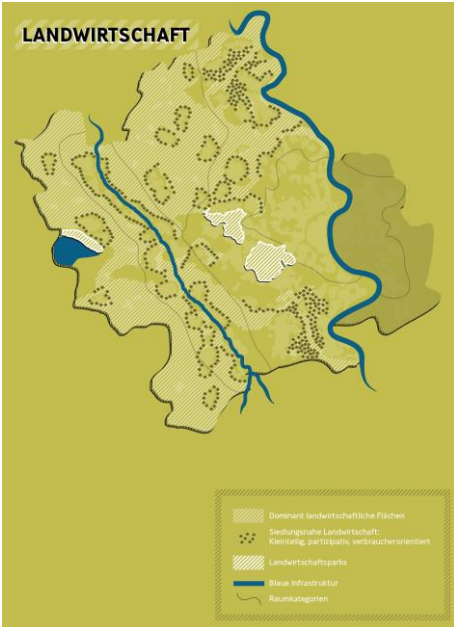 LANDWIRTSCHAFT
Dominant landwirtschaftliche Flächen
Siedlungsnahe Landwirtschaft:
Kleinteilig, partizipativ, verbraucherorientiert
Landwirtschaftsparks
Blaue Infrastruktur
Raumkategorien